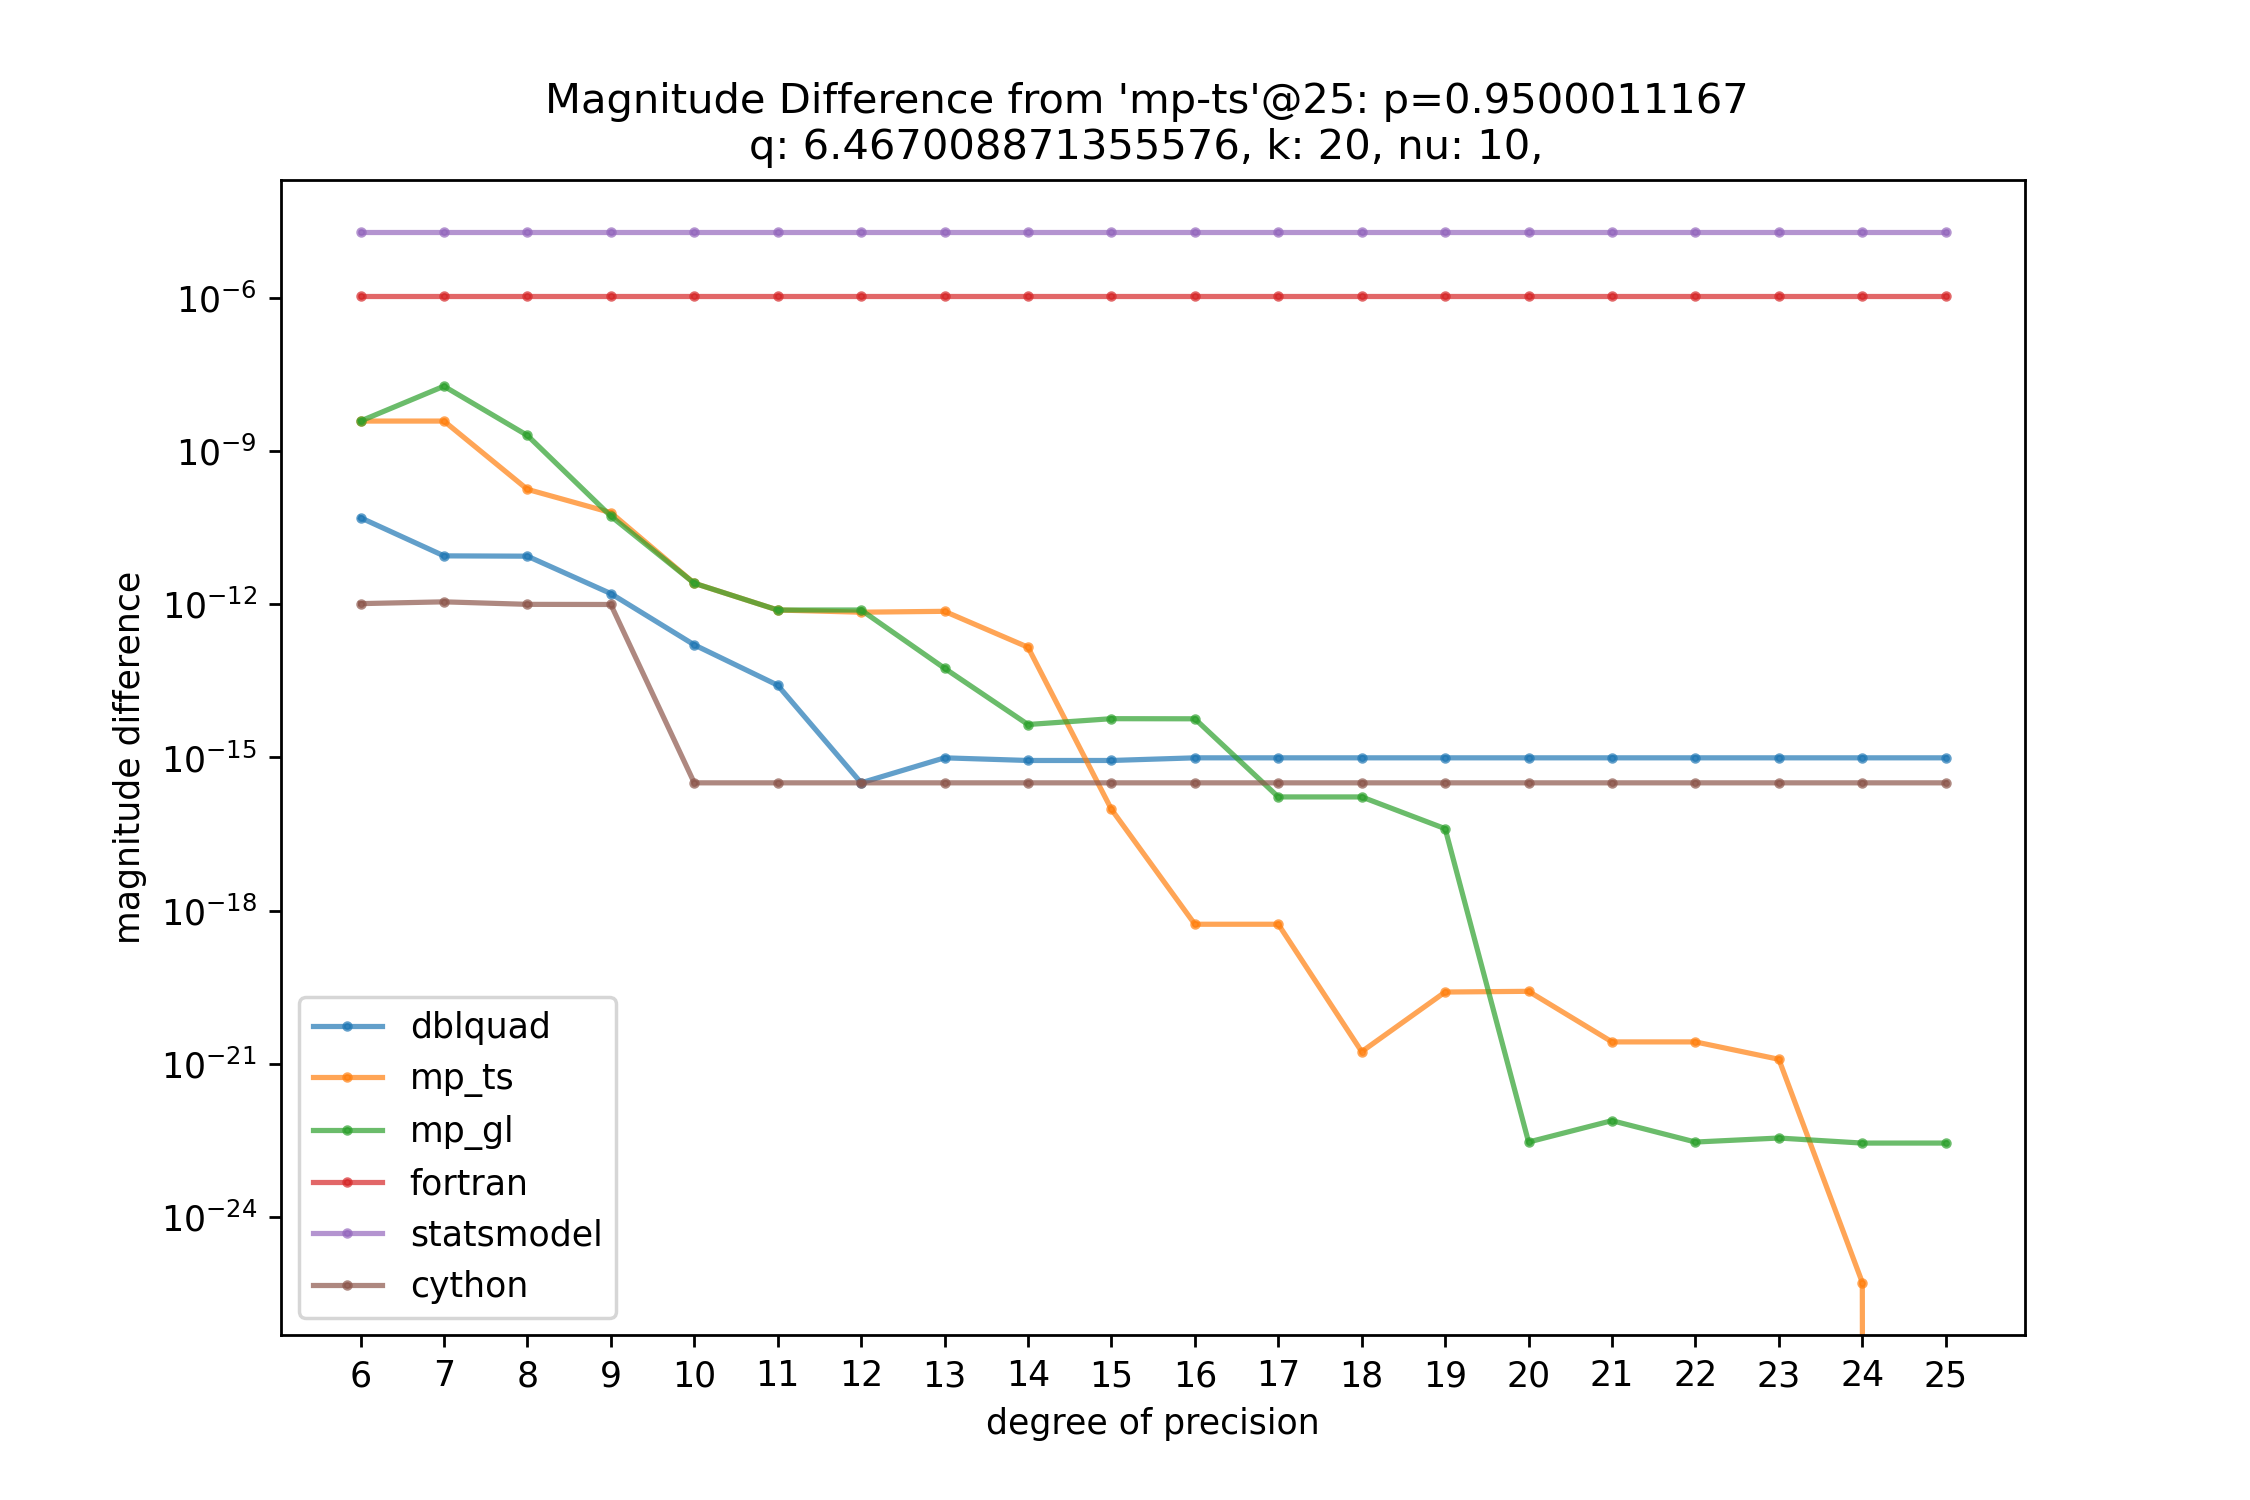 Magnitude Difference from 'mp-ts'@25: p=0.9500011167
q: 6.467008871355576, k: 20, nu: 10,
magnitude difference
10⁻⁶
10⁻⁹
10⁻¹²
10⁻¹⁵
10⁻¹⁸
10⁻²¹
10⁻²⁴
dblquad
mp_ts
mp_gl
fortran
statsmodel
cython
6 7 8 9 10 11 12 13 14 15 16 17 18 19 20 21 22 23 24 25
degree of precision